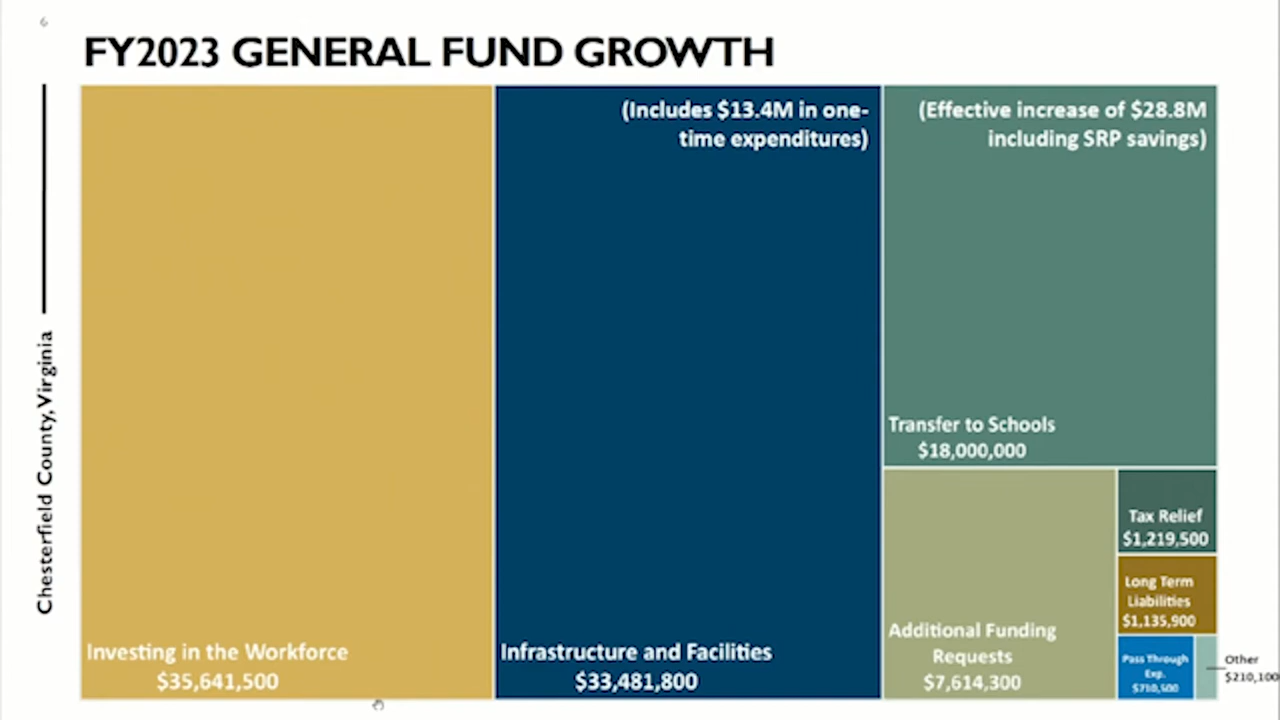 FY2023 GENERAL FUND GROWTH
Chesterfield County, Virginia
(Includes $13.4M in one-
time expenditures)
(Effective increase of $28.8M
including SRP savings)
Investing in the Workforce
$35,641,500
Infrastructure and Facilities
$33,481,800
Transfer to Schools
$18,000,000
Additional Funding
Requests
$7,614,300
Tax Relief
$1,219,500
Long Term
Liabilities
$1,135,900
Pass Through
Exp.
$710,500
Other
$210,100